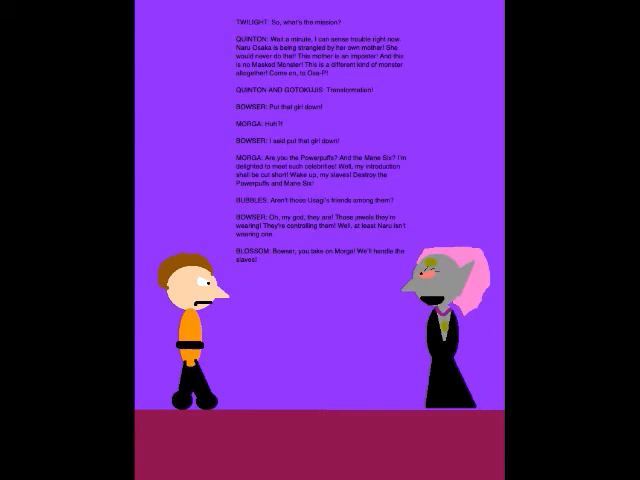 TWILIGHT: So, what's the mission?
QUINTON: Wait a minute, I can sense trouble right now.
Naru Osaka is being strangled by her own mother! She
would never do that! This mother is an imposter! And this
is no Masked Monster! This is a different kind of monster
altogether! Come on, to Osa-P!
QUINTON AND GOTOKUJIS: Transformation!
BOWSER: Put that girl down!
MORGA: Huh?!
BOWSER: I said put that girl down!
MORGA: Are you the Powerpuffs? And the Mane Six? I'm
delighted to meet such celebrities! Well, my introduction
shall be cut short! Wake up, my slaves! Destroy the
Powerpuffs and Mane Six!
BUBBLES: Aren't those Usagi's friends among them?
BOWSER: Oh, my god, they are! Those jewels they're
wearing! They're controlling them! Well, at least Naru isn't
wearing one.
BLOSSOM: Bowser, you take on Morga! We'll handle the
slaves!